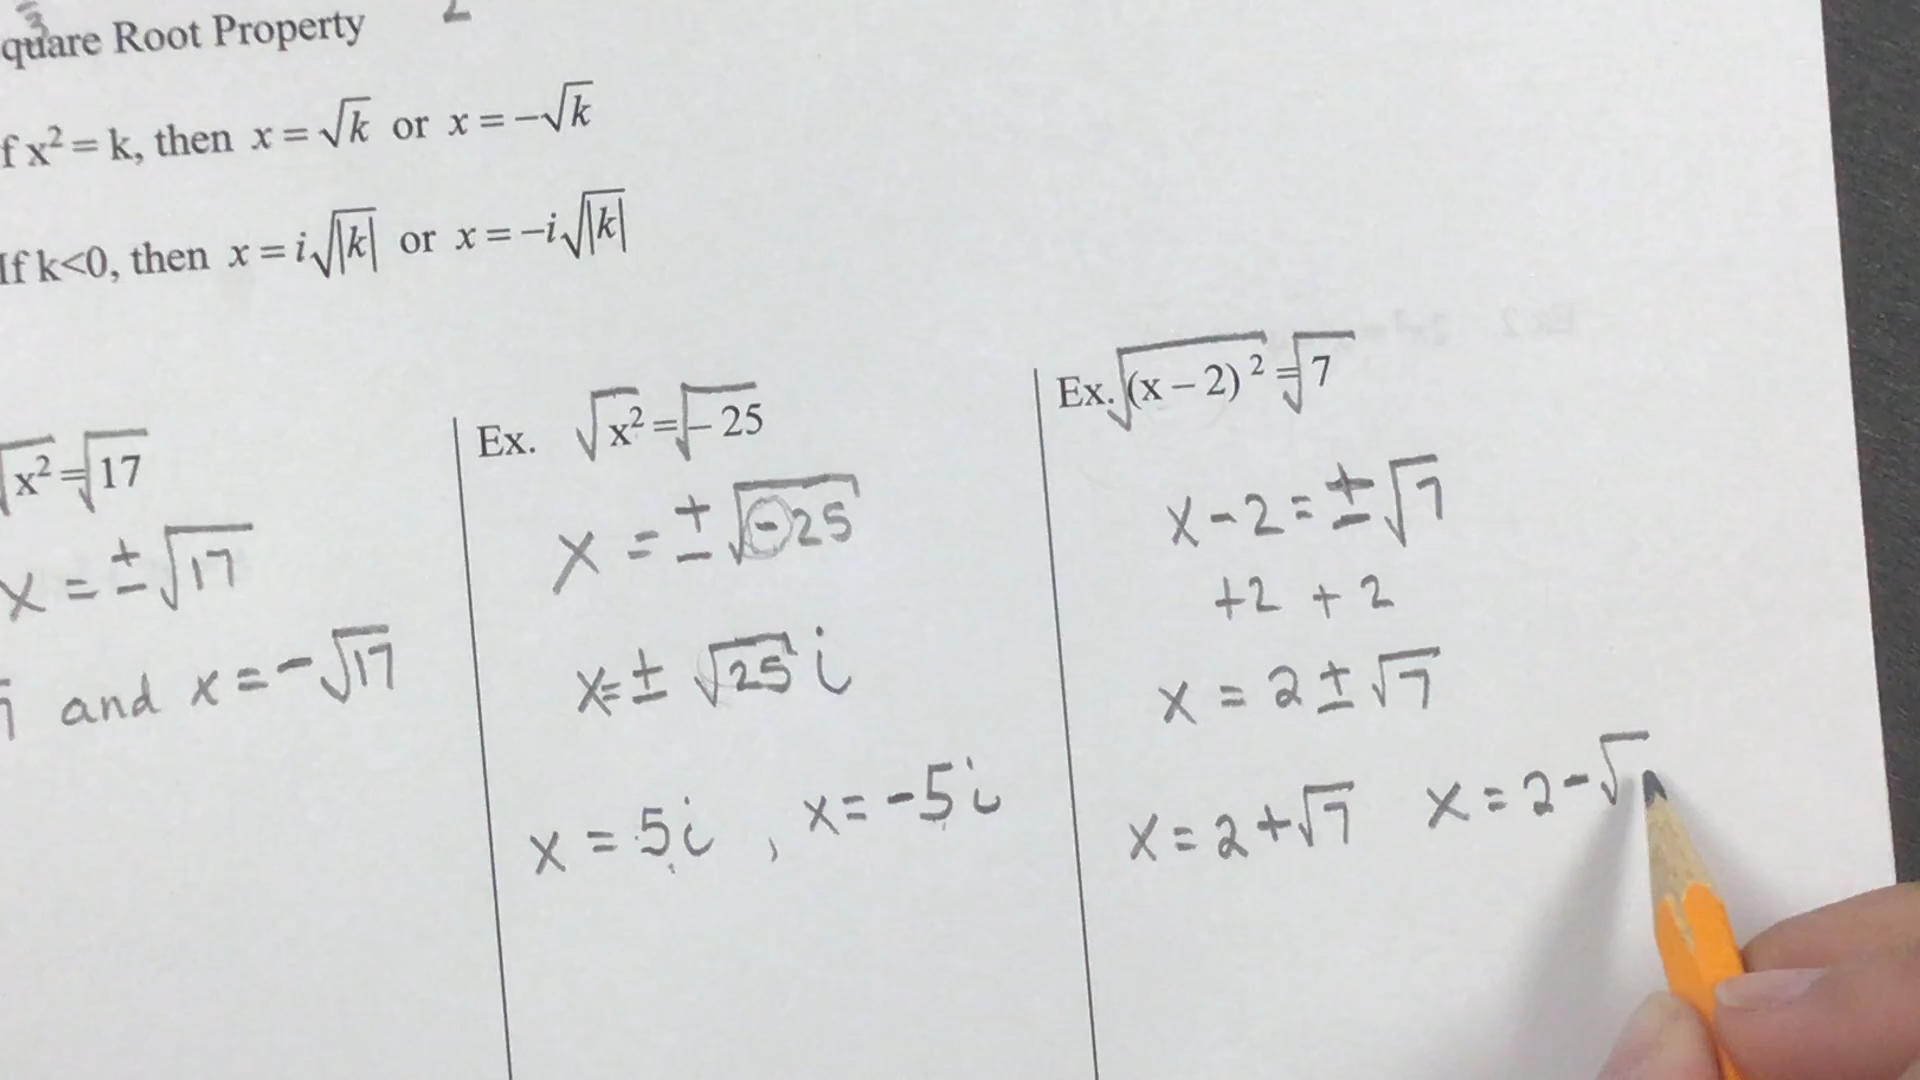 quare Root Property
f x² = k, then x = √k or x = -√k
If k<0, then x = i√|k| or x = -i√|k|
√x² = √17
x = ±√17
and x = -√17
Ex. √x² = √-25
x = ±√-25
x = ± √25 i
x = 5i , x = -5i
Ex. √(x – 2)² = √7
x - 2 = ±√7
+2 + 2
x = 2 ± √7
x = 2 + √7 x = 2 - √